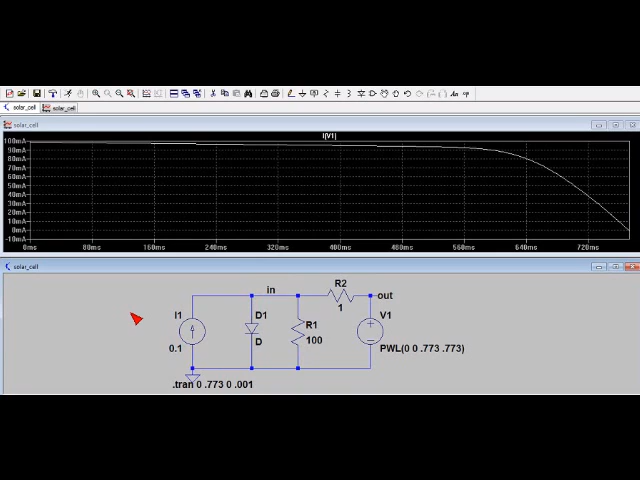 solar_cell
solar_cell
solar_cell
I(V1)
100mA
90mA
80mA
70mA
60mA
50mA
40mA
30mA
20mA
10mA
0mA
-10mA
0ms 80ms 160ms 240ms 320ms 400ms 480ms 560ms 640ms 720ms
solar_cell
in
R2
out
1
I1
D1
R1
V1
0.1
D
100
PWL(0 0 .773 .773)
.tran 0 .773 0 .001